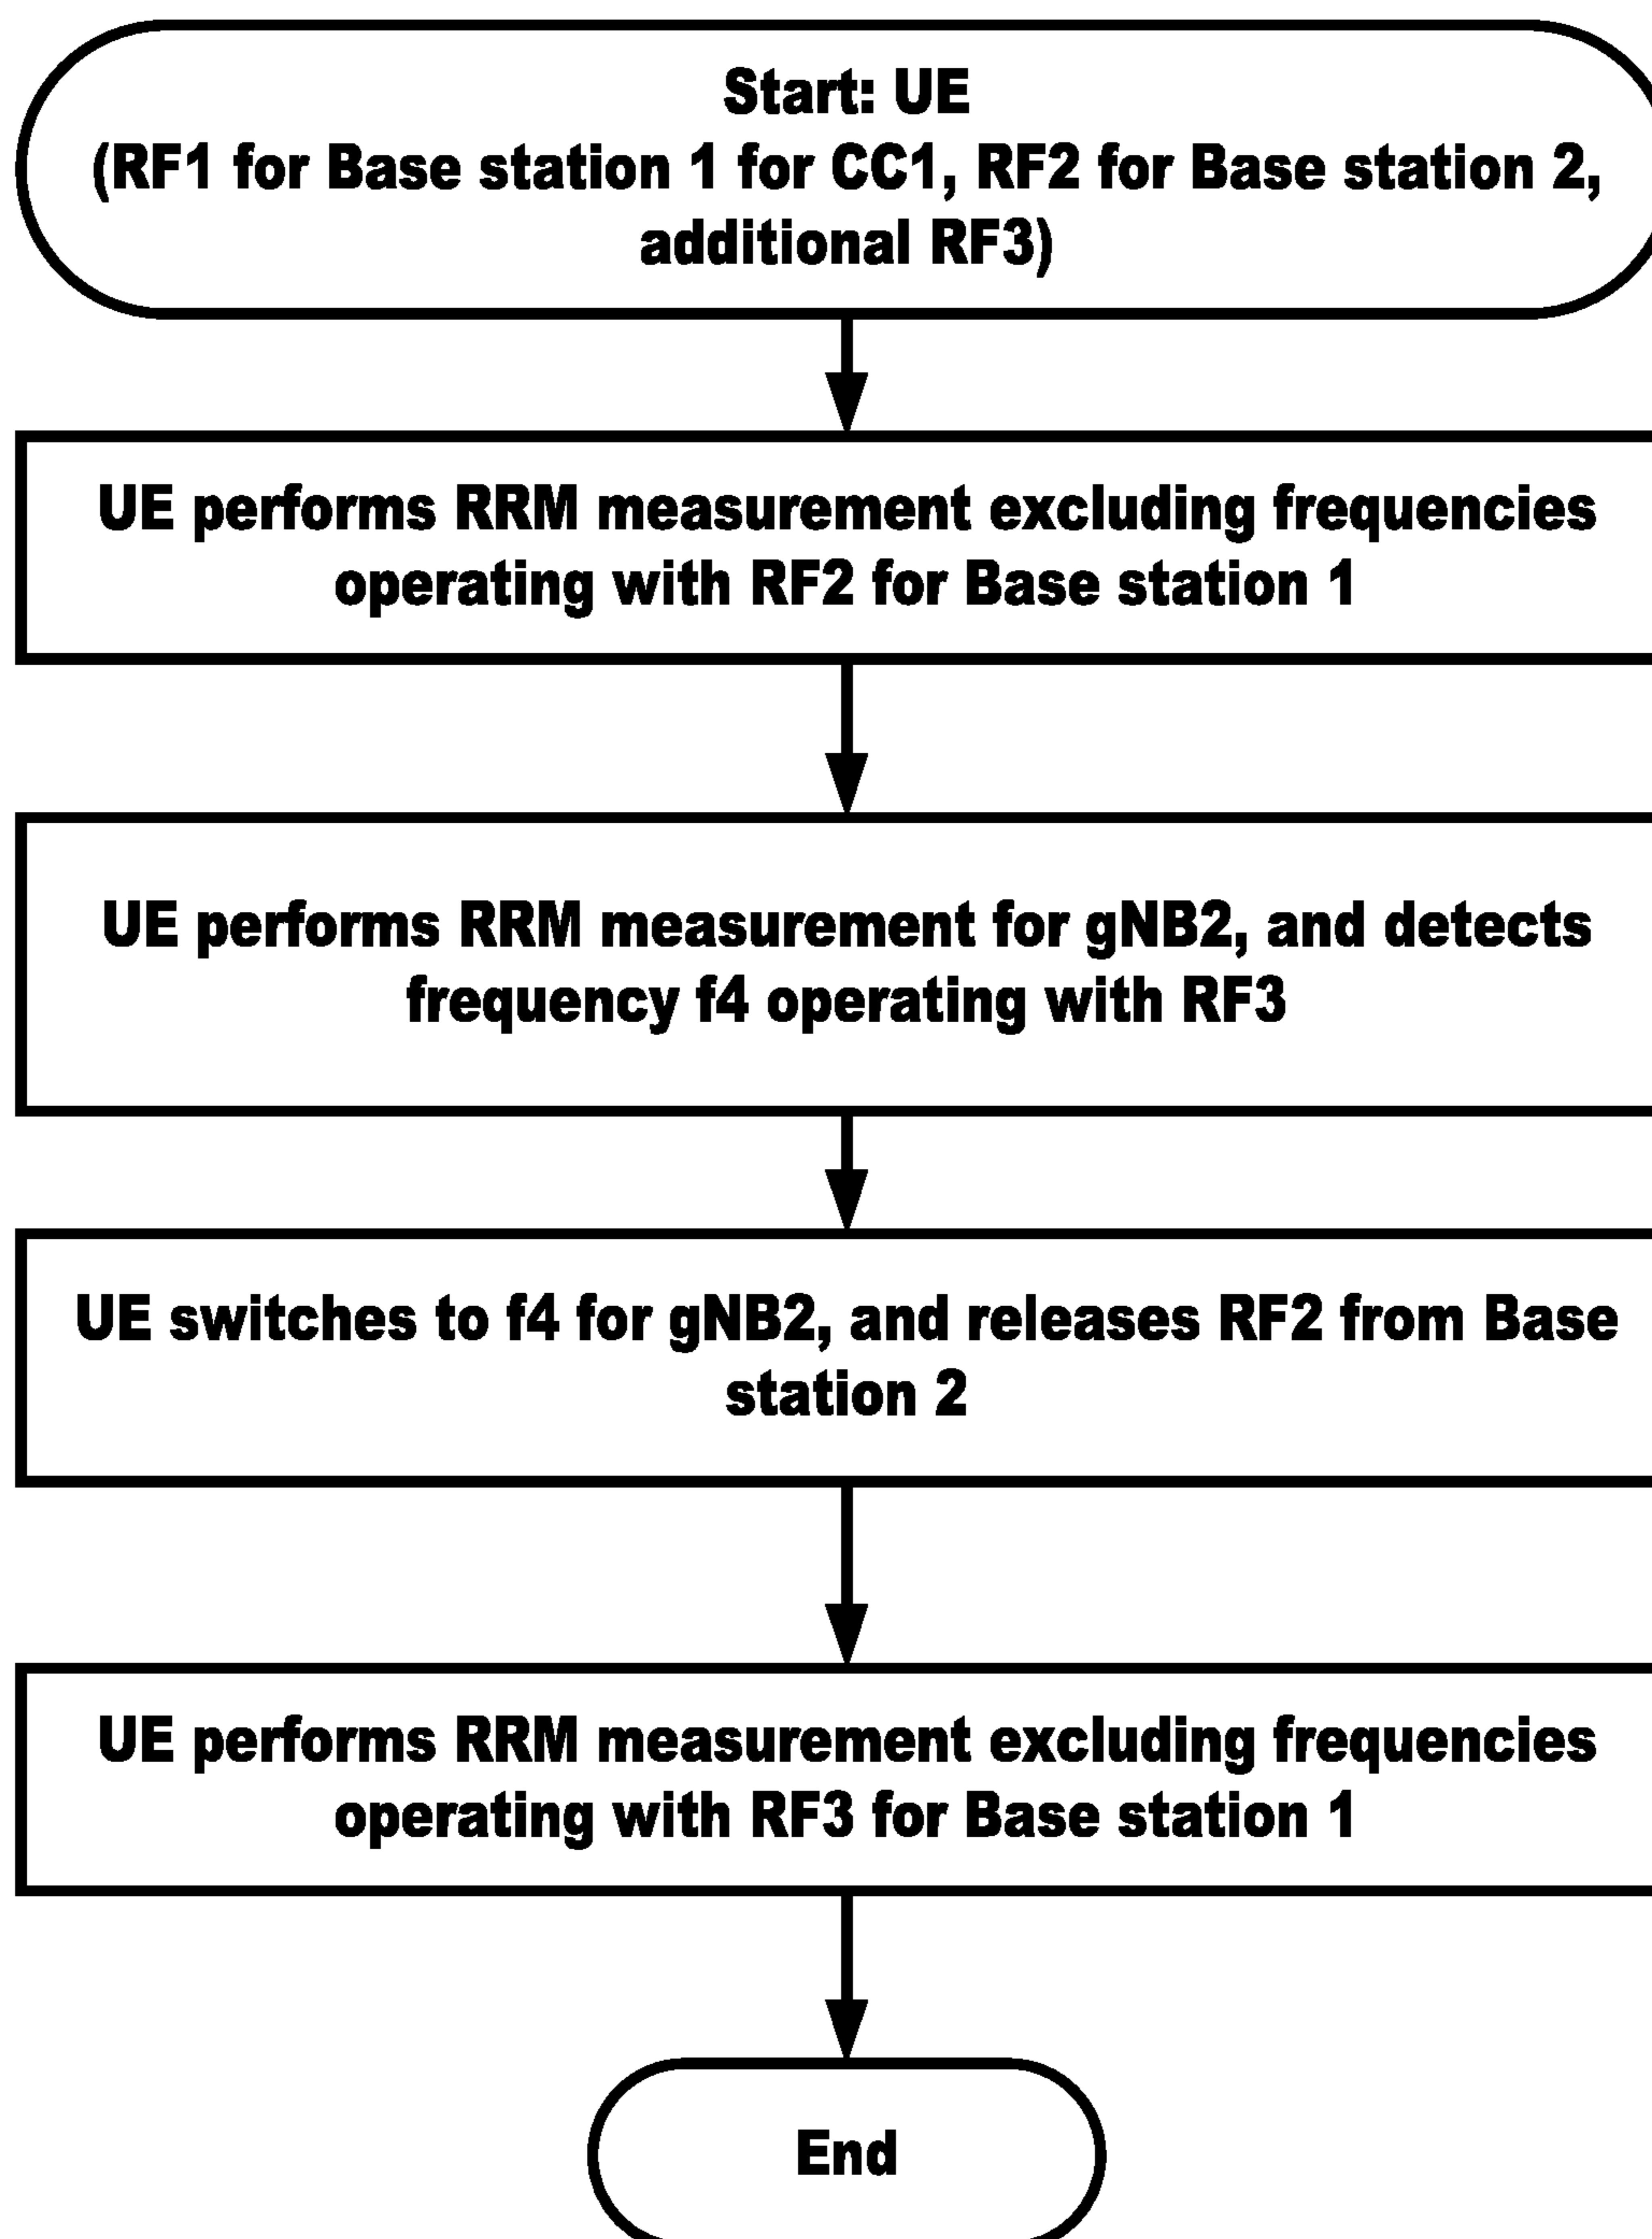 Start: UE
(RF1 for Base station 1 for CC1, RF2 for Base station 2,
additional RF3)
UE performs RRM measurement excluding frequencies
operating with RF2 for Base station 1
UE performs RRM measurement for gNB2, and detects
frequency f4 operating with RF3
UE switches to f4 for gNB2, and releases RF2 from Base
station 2
UE performs RRM measurement excluding frequencies
operating with RF3 for Base station 1
End